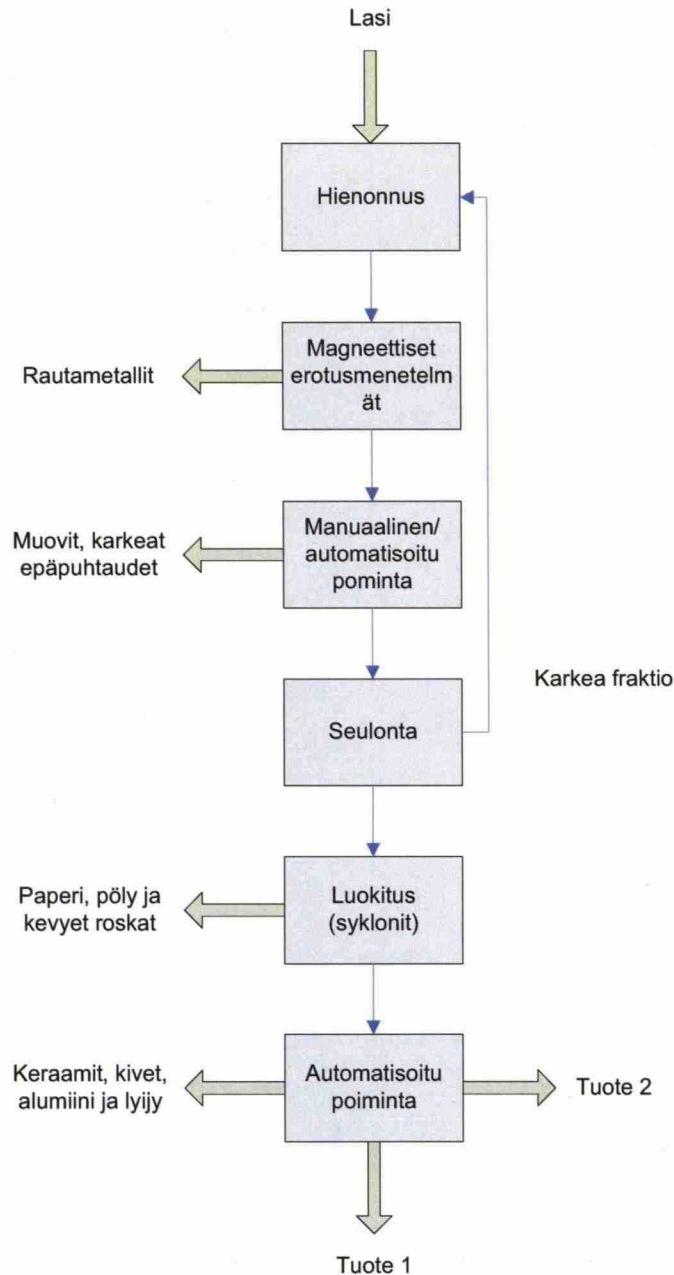 Lasi
Hienonnus
Rautametallit
Magneettiset
erotusmenetelm
ät
Muovit, karkeat
epäpuhtaudet
Manuaalinen/
automatisoitu
pominta
Karkea fraktio
Seulonta
Paperi, pöly ja
kevyet roskat
Luokitus
(syklonit)
Keraamit, kivet,
alumiini ja lyijy
Automatisoitu
poiminta
Tuote 2
Tuote 1